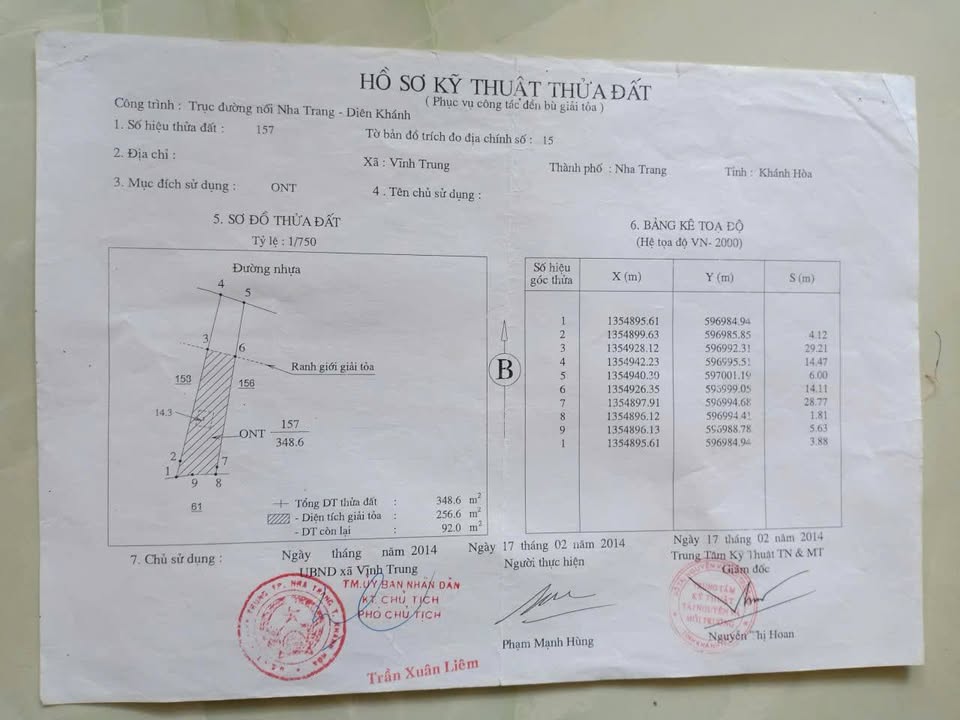 HỒ SƠ KỸ THUẬT THỬA ĐẤT
( Phục vụ công tác đền bù giải tỏa )
Công trình : Trục đường nối Nha Trang - Diên Khánh
1. Số hiệu thửa đất : 157 Tờ bản đồ trích đo địa chính số : 15
2. Địa chỉ : Xã : Vĩnh Trung Thành phố : Nha Trang Tỉnh : Khánh Hòa
3. Mục đích sử dụng : ONT 4 . Tên chủ sử dụng :
5. SƠ ĐỒ THỬA ĐẤT
Tỷ lệ : 1/750
Đường nhựa
4
5
3
6
Ranh giới giải tỏa
153
156
14.3
ONT 157
348.6
2
1
7
9
8
61
Tổng DT thửa đất : 348.6 m²
- Diện tích giải tỏa : 256.6 m²
- DT còn lại : 92.0 m²
B
6. BẢNG KÊ TOẠ ĐỘ
(Hệ tọa độ VN- 2000)
Số hiệu góc thửa X (m) Y (m) S (m)
1 1354895.61 596984.94
2 1354899.63 596985.85 4.12
3 1354928.12 596992.31 29.21
4 1354942.23 596995.51 14.47
5 1354940.30 597001.19 6.00
6 1354926.35 596999.05 14.11
7 1354897.91 596994.68 28.77
8 1354896.12 596994.41 1.81
9 1354896.13 596988.78 5.63
1 1354895.61 596984.94 3.88
7. Chủ sử dụng :
Ngày tháng năm 2014
UBND xã Vĩnh Trung
TM.ỦY BAN NHÂN DÂN
KT CHỦ TỊCH
PHÓ CHỦ TỊCH
Trần Xuân Liêm
Ngày 17 tháng 02 năm 2014
Người thực hiện
Phạm Mạnh Hùng
Ngày 17 tháng 02 năm 2014
Trung Tâm Kỹ Thuật TN & MT
Giám đốc
TRUNG TÂM
KỸ THUẬT
TÀI NGUYÊN
MÔI TRƯỜNG
Nguyễn Thị Hoan